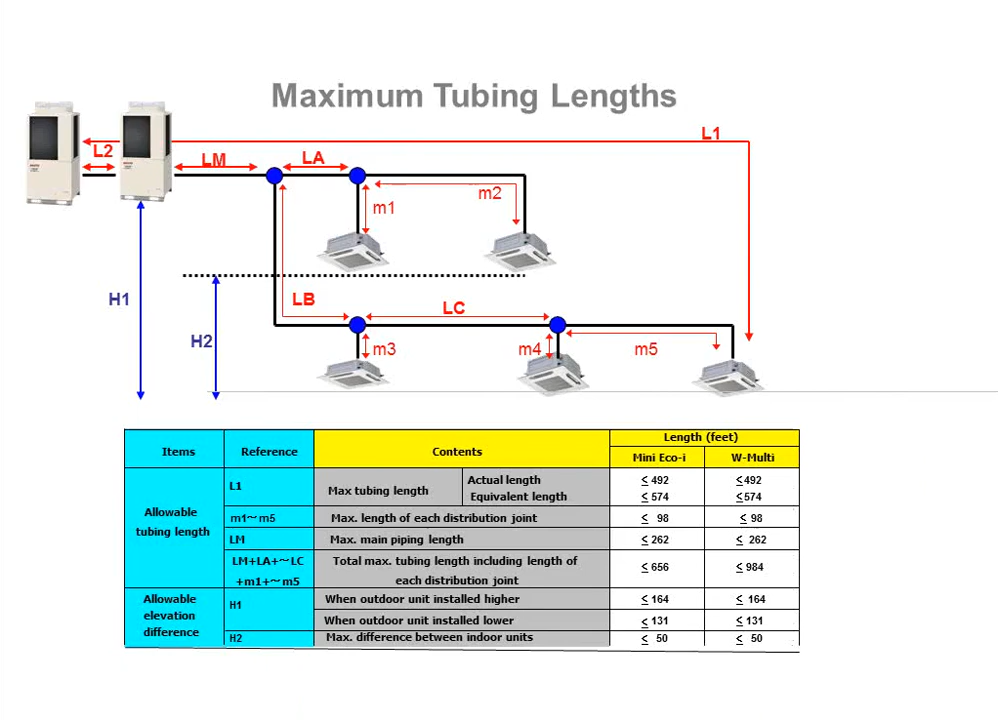 Maximum Tubing Lengths
L1
L2
LM
LA
m1
m2
H1
LB
LC
H2
m3
m4
m5
Items Reference Contents Length (feet)
Mini Eco-i W-Multi
Allowable tubing length
L1 Max tubing length Actual length ≤ 492 ≤492
Equivalent length ≤ 574 ≤574
m1～m5 Max. length of each distribution joint ≤ 98 ≤ 98
LM Max. main piping length ≤ 262 ≤ 262
LM+LA+～LC Total max. tubing length including length of ≤ 656 ≤ 984
+m1+～m5 each distribution joint
Allowable elevation difference
H1 When outdoor unit installed higher ≤ 164 ≤ 164
When outdoor unit installed lower ≤ 131 ≤ 131
H2 Max. difference between indoor units ≤ 50 ≤ 50